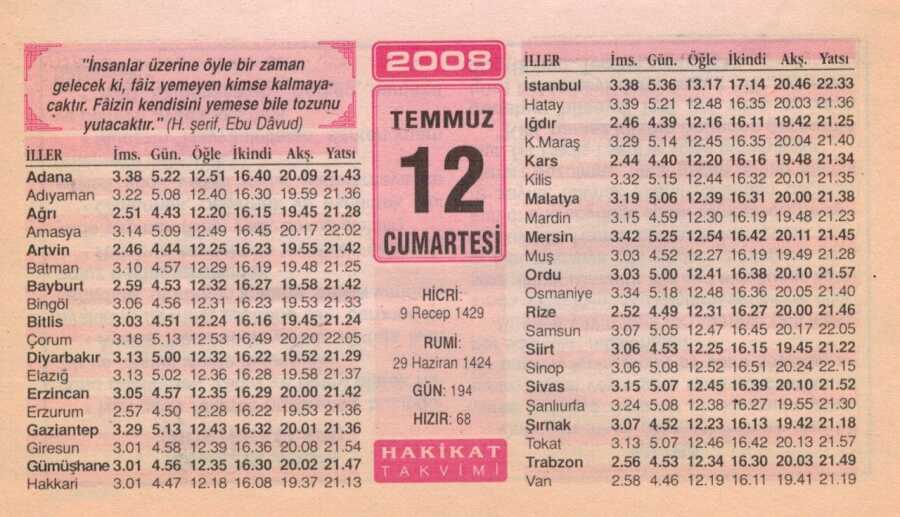 "İnsanlar üzerine öyle bir zaman
gelecek ki, fâiz yemeyen kimse kalmaya-
caktır. Fâizin kendisini yemese bile tozunu
yutacaktır." (H. şerif, Ebu Dâvud)
İLLER İms. Gün. Öğle İkindi Akş. Yatsı
Adana 3.38 5.22 12.51 16.40 20.09 21.43
Adıyaman 3.22 5.08 12.40 16.30 19.59 21.36
Ağrı 2.51 4.43 12.20 16.15 19.45 21.28
Amasya 3.14 5.09 12.49 16.45 20.17 22.02
Artvin 2.46 4.44 12.25 16.23 19.55 21.42
Batman 3.10 4.57 12.29 16.19 19.48 21.25
Bayburt 2.59 4.53 12.32 16.27 19.58 21.42
Bingöl 3.06 4.56 12.31 16.23 19.53 21.33
Bitlis 3.03 4.51 12.24 16.16 19.45 21.24
Çorum 3.18 5.13 12.53 16.49 20.20 22.05
Diyarbakır 3.13 5.00 12.32 16.22 19.52 21.29
Elazığ 3.13 5.02 12.36 16.28 19.58 21.37
Erzincan 3.05 4.57 12.35 16.29 20.00 21.42
Erzurum 2.57 4.50 12.28 16.22 19.53 21.36
Gaziantep 3.29 5.13 12.43 16.32 20.01 21.36
Giresun 3.01 4.58 12.39 16.36 20.08 21.54
Gümüşhane 3.01 4.56 12.35 16.30 20.02 21.47
Hakkari 3.01 4.47 12.18 16.08 19.37 21.13
2008
TEMMUZ
12
CUMARTESİ
HİCRİ:
9 Recep 1429
RUMİ:
29 Haziran 1424
GÜN: 194
HIZIR: 68
HAKİKAT
TAKVİMİ
İLLER İms. Gün. Öğle İkindi Akş. Yatsı
İstanbul 3.38 5.36 13.17 17.14 20.46 22.33
Hatay 3.39 5.21 12.48 16.35 20.03 21.36
Iğdır 2.46 4.39 12.16 16.11 19.42 21.25
K.Maraş 3.29 5.14 12.45 16.35 20.04 21.40
Kars 2.44 4.40 12.20 16.16 19.48 21.34
Kilis 3.32 5.15 12.44 16.32 20.01 21.35
Malatya 3.19 5.06 12.39 16.31 20.00 21.38
Mardin 3.15 4.59 12.30 16.19 19.48 21.23
Mersin 3.42 5.25 12.54 16.42 20.11 21.45
Muş 3.03 4.52 12.27 16.19 19.49 21.28
Ordu 3.03 5.00 12.41 16.38 20.10 21.57
Osmaniye 3.34 5.18 12.48 16.36 20.05 21.40
Rize 2.52 4.49 12.31 16.27 20.00 21.46
Samsun 3.07 5.05 12.47 16.45 20.17 22.05
Siirt 3.06 4.53 12.25 16.15 19.45 21.22
Sinop 3.06 5.08 12.52 16.51 20.24 22.15
Sivas 3.15 5.07 12.45 16.39 20.10 21.52
Şanlıurfa 3.24 5.08 12.38 16.27 19.55 21.30
Şırnak 3.07 4.52 12.23 16.13 19.42 21.18
Tokat 3.13 5.07 12.46 16.42 20.13 21.57
Trabzon 2.56 4.53 12.34 16.30 20.03 21.49
Van 2.58 4.46 12.19 16.11 19.41 21.19